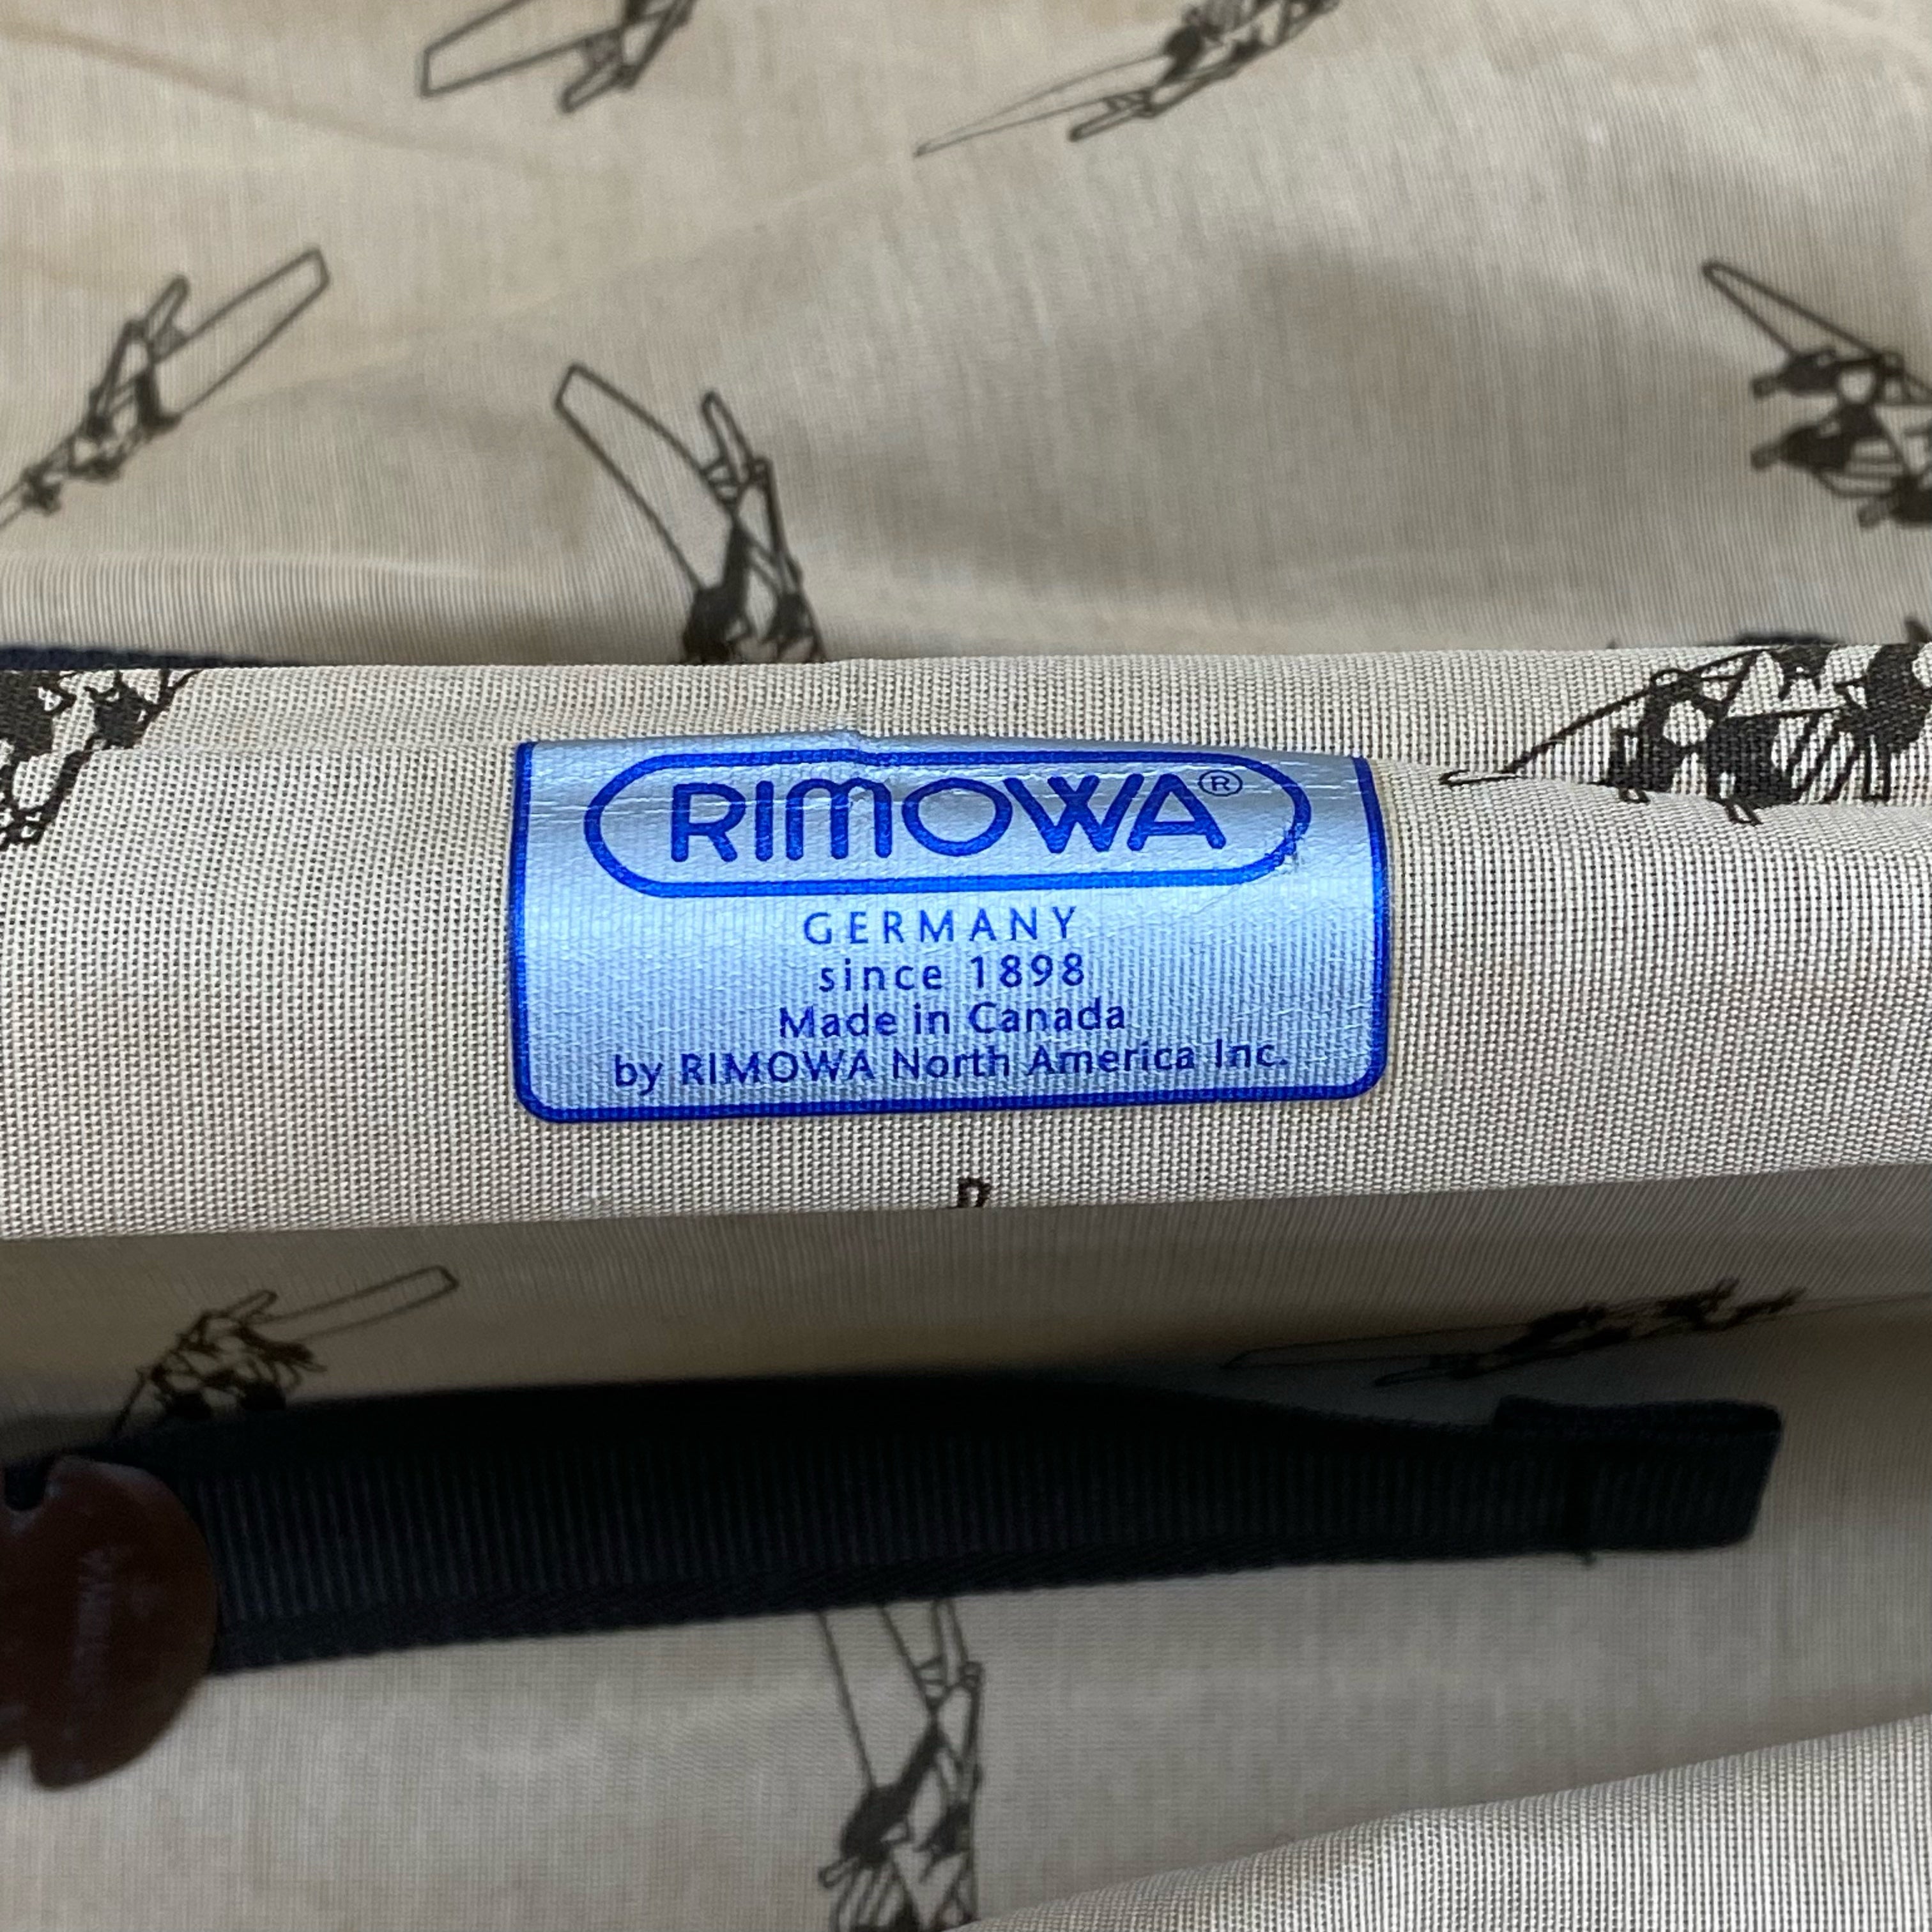 RIMOWA®
GERMANY
since 1898
Made in Canada
by RIMOWA North America Inc.